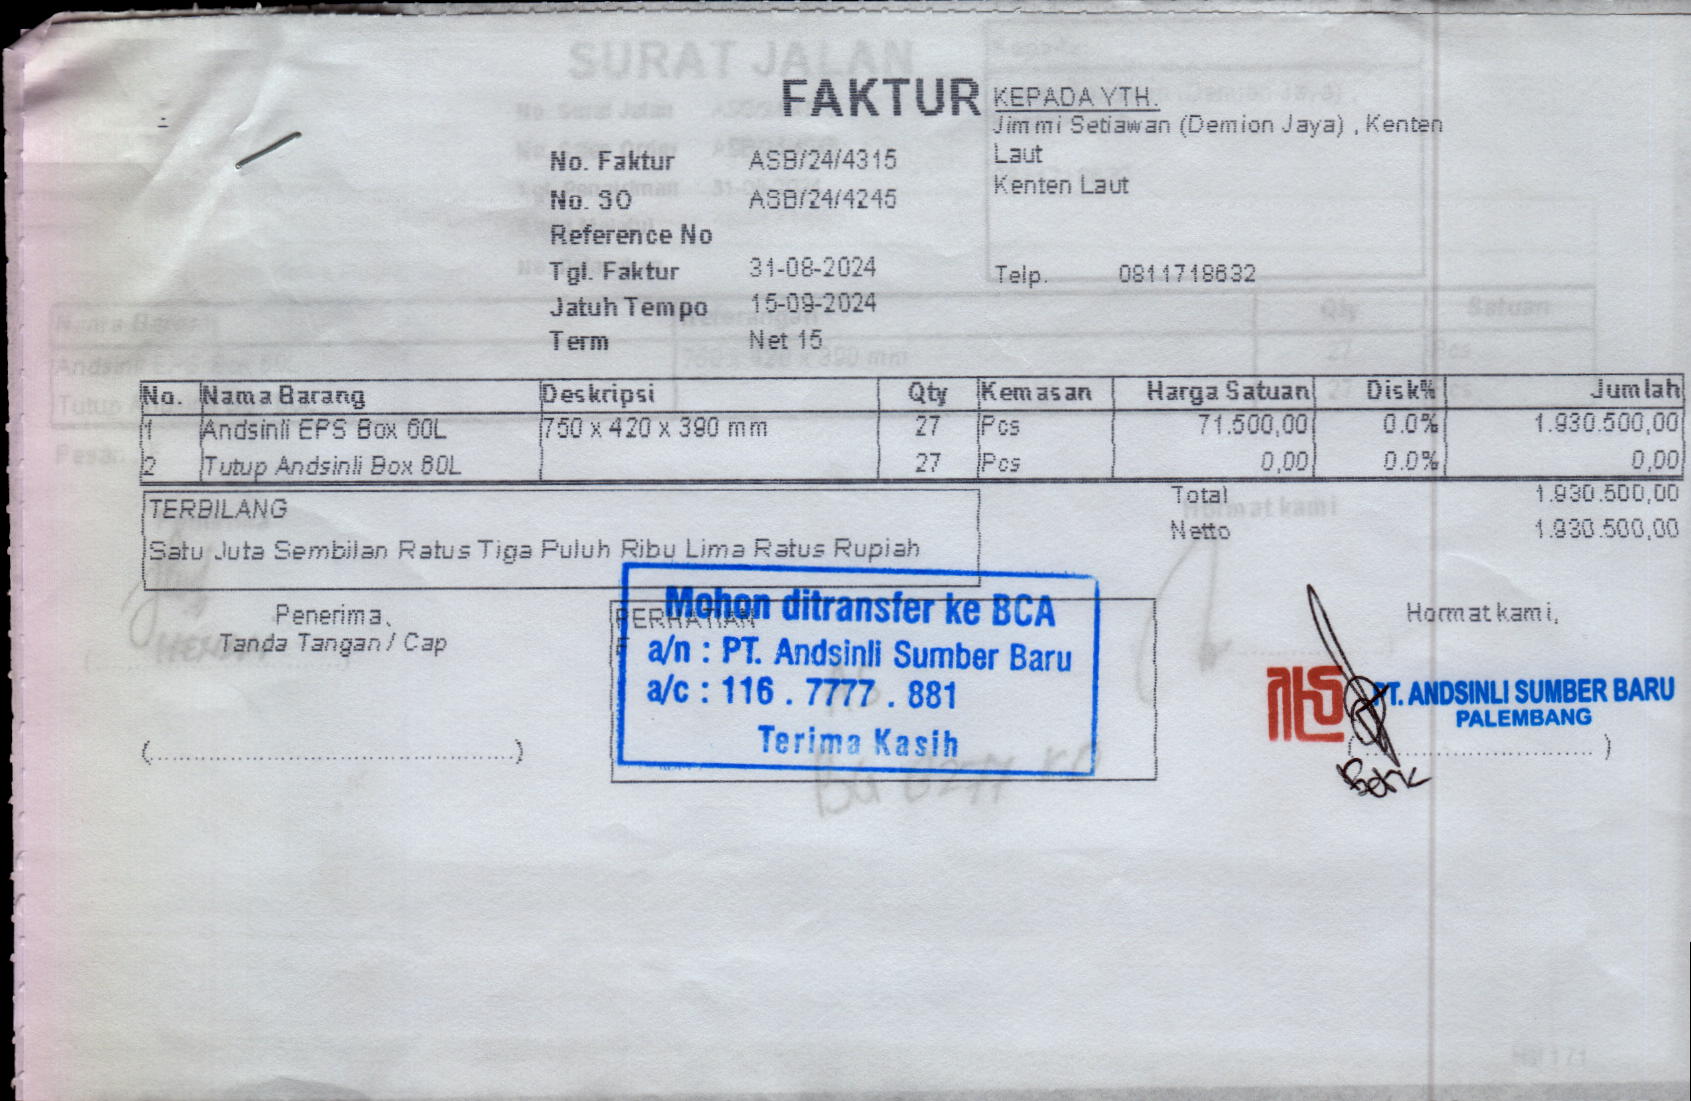 FAKTUR
KEPADA YTH.
Jimmi Setiawan (Demion Jaya) , Kenten
Laut
Kenten Laut
Telp. 0811718632
No. Faktur ASB/24/4315
No. SO ASB/24/4245
Reference No
Tgl. Faktur 31-08-2024
Jatuh Tempo 15-09-2024
Term Net 15
No. Nama Barang Deskripsi Qty Kemasan Harga Satuan Disk% Jumlah
1 Andsinli EPS Box 60L 750 x 420 x 390 mm 27 Pcs 71.500,00 0.0% 1.930.500,00
2 Tutup Andsinli Box 60L 27 Pcs 0,00 0.0% 0,00
Total 1.930.500,00
Netto 1.930.500,00
TERBILANG
Satu Juta Sembilan Ratus Tiga Puluh Ribu Lima Ratus Rupiah
Penerima,
Tanda Tangan / Cap
PERHATIAN
Mohon ditransfer ke BCA
a/n : PT. Andsinli Sumber Baru
a/c : 116 . 7777 . 881
Terima Kasih
Hormat kami,
PT. ANDSINLI SUMBER BARU
PALEMBANG
SURAT JALAN